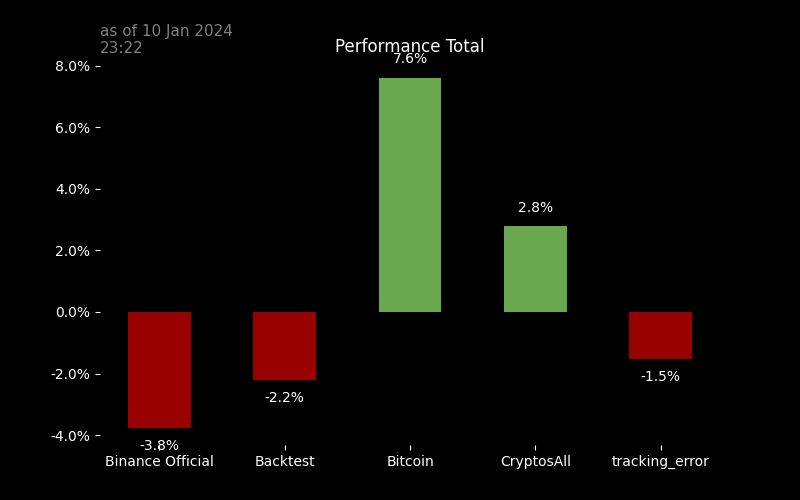 as of 10 Jan 2024
23:22
Performance Total
8.0%
6.0%
4.0%
2.0%
0.0%
-2.0%
-4.0%
-3.8%
-2.2%
7.6%
2.8%
-1.5%
Binance Official
Backtest
Bitcoin
CryptosAll
tracking_error